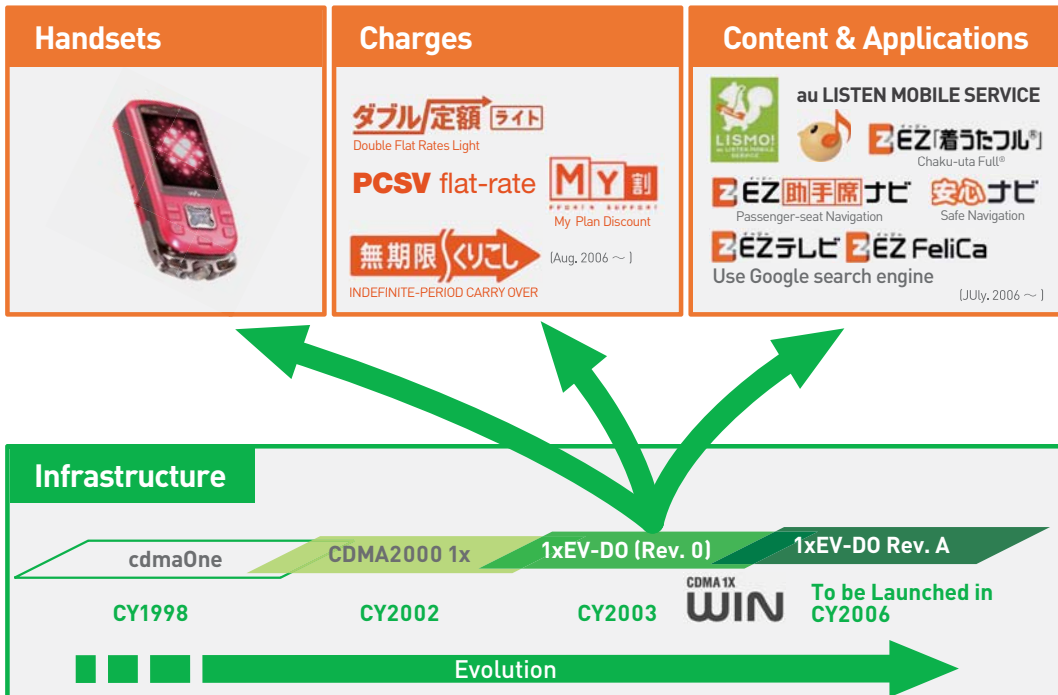 Handsets
Charges
ダブル定額 ライト
Double Flat Rates Light
PCSV flat-rate
MY割
My Plan Discount
無期限くりこし
(Aug. 2006 ～ )
INDEFINITE-PERIOD CARRY OVER
Content & Applications
LISMO!
au LISTEN MOBILE
SERVICE
au LISTEN MOBILE SERVICE
EZ「着うたフル®」
Chaku-uta Full®
EZ助手席ナビ
Passenger-seat Navigation
安心ナビ
Safe Navigation
EZテレビ
EZ FeliCa
Use Google search engine
(JUly. 2006 ～ )
Infrastructure
cdmaOne
CDMA2000 1x
1xEV-DO (Rev. 0)
1xEV-DO Rev. A
CY1998
CY2002
CY2003
CDMA 1X
WIN
To be Launched in
CY2006
Evolution